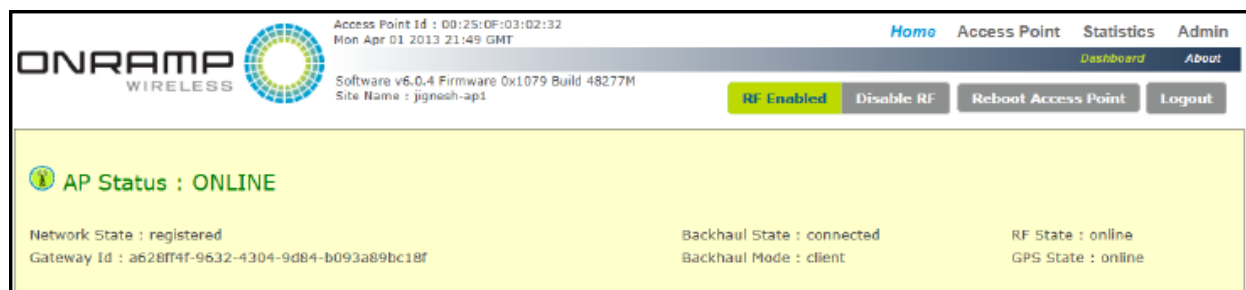 ONRAMP
WIRELESS
Access Point Id : 00:25:0F:03:02:32
Mon Apr 01 2013 21:49 GMT
Software v6.0.4 Firmware 0x1079 Build 48277M
Site Name : jignesh-ap1
Home Access Point Statistics Admin
Dashboard About
RF Enabled Disable RF Reboot Access Point Logout
AP Status : ONLINE
Network State : registered
Gateway Id : a628ff4f-9632-4304-9d84-b093a89bc18f
Backhaul State : connected
Backhaul Mode : client
RF State : online
GPS State : online